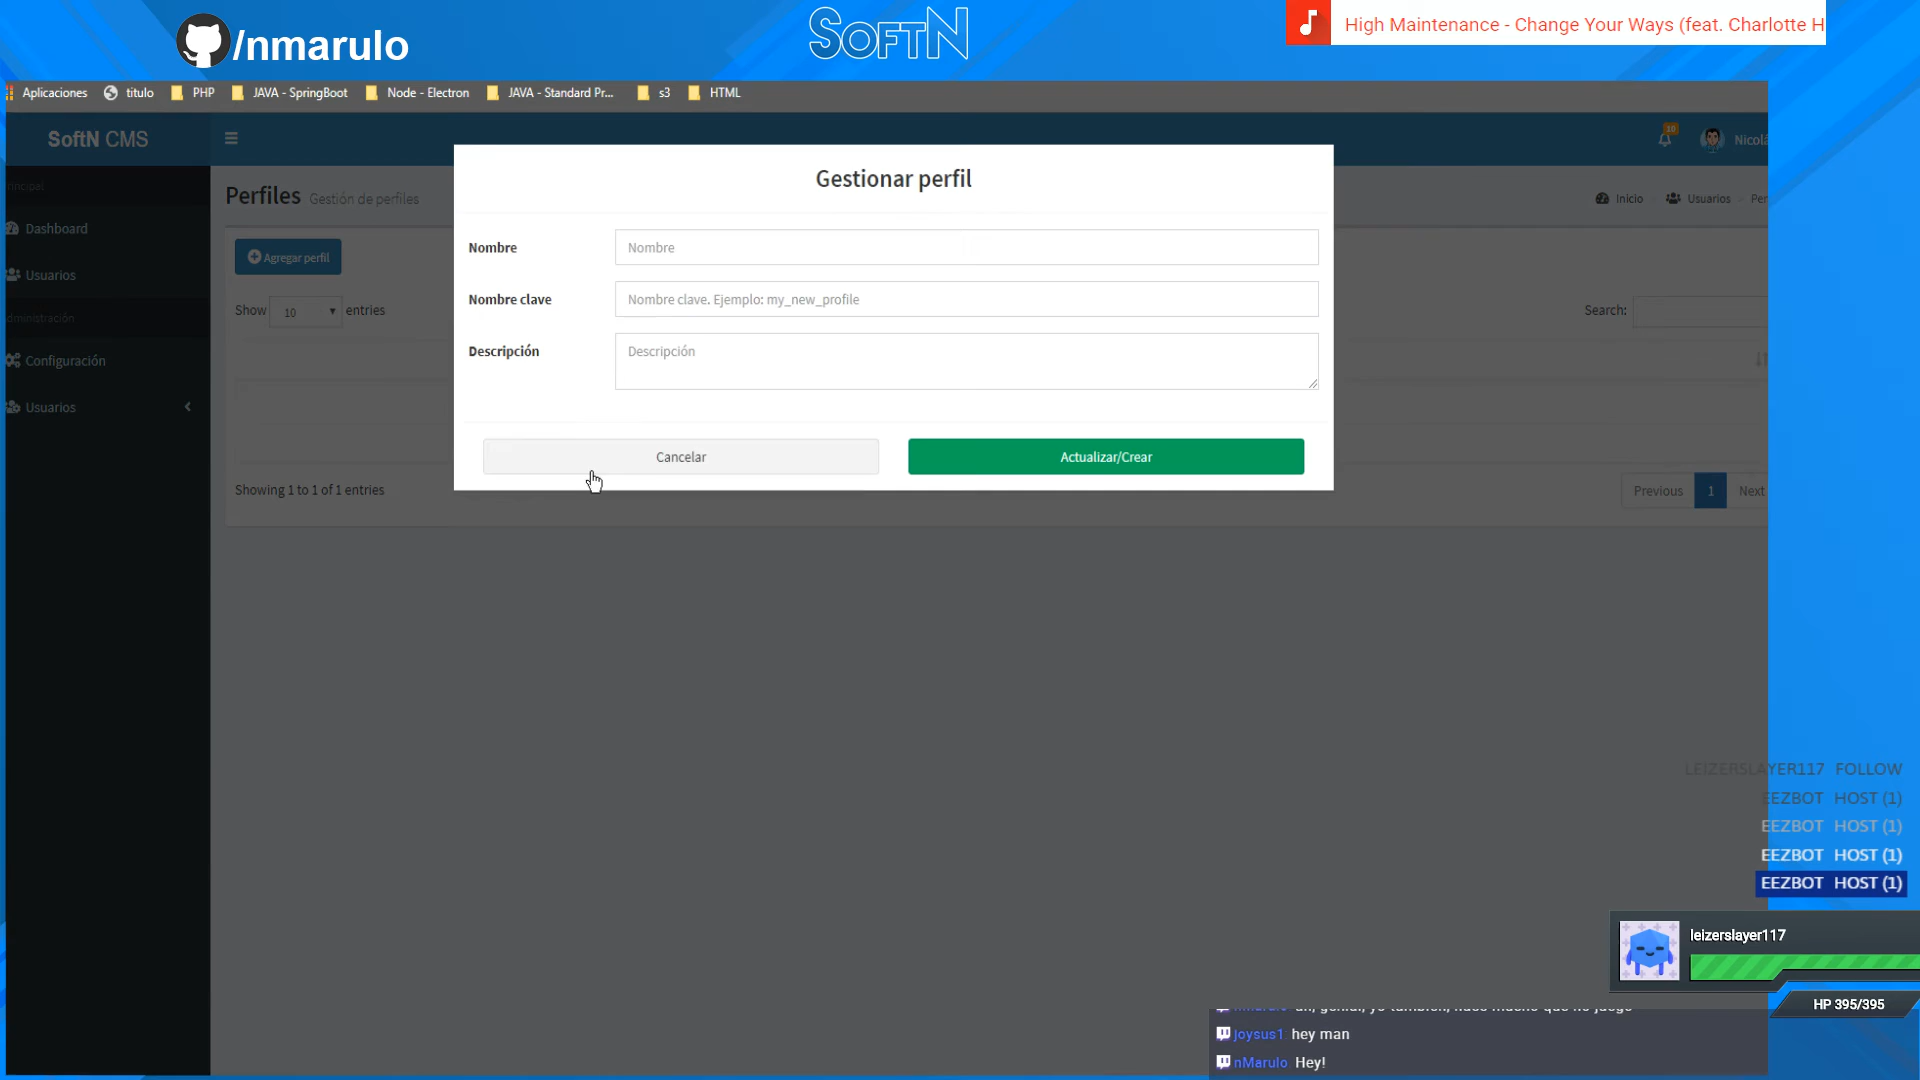 /nmarulo
SOFTN
High Maintenance - Change Your Ways (feat. Charlotte H
Aplicaciones titulo PHP JAVA - SpringBoot Node - Electron JAVA - Standard Pr... s3 HTML
SoftN CMS
10
Nicolá
Perfiles Gestión de perfiles
Inicio Usuarios Per
Dashboard
Usuarios
Configuración
Usuarios
Agregar perfil
Show 10 entries
Search:
Showing 1 to 1 of 1 entries
Previous 1 Next
Gestionar perfil
Nombre
Nombre
Nombre clave
Nombre clave. Ejemplo: my_new_profile
Descripción
Descripción
Cancelar
Actualizar/Crear
LEIZERSLAYER117 FOLLOW
EEZBOT HOST (1)
EEZBOT HOST (1)
EEZBOT HOST (1)
EEZBOT HOST (1)
leizerslayer117
HP 395/395
joysus1 hey man
nMarulo Hey!